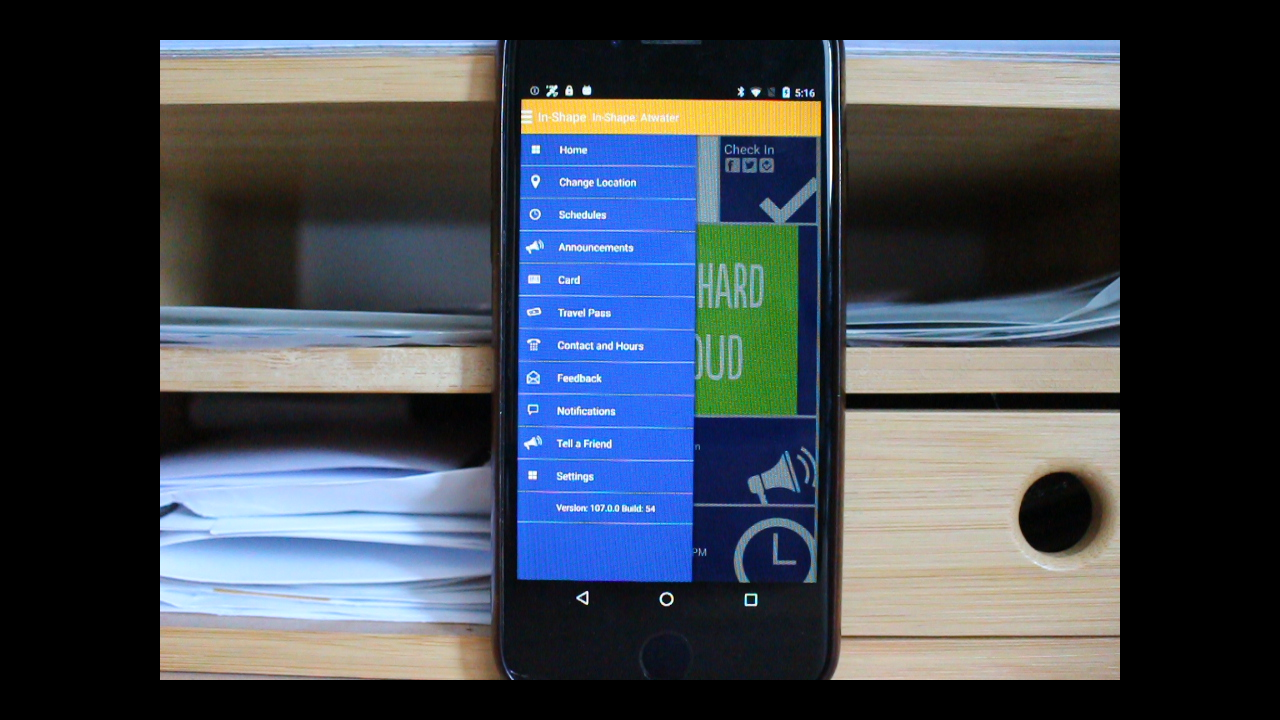 5:16
In-Shape In-Shape: Atwater
Home
Change Location
Schedules
Announcements
Card
Travel Pass
Contact and Hours
Feedback
Notifications
Tell a Friend
Settings
Version: 107.0.0 Build: 54
Check In
HARD
OUD
n
PM